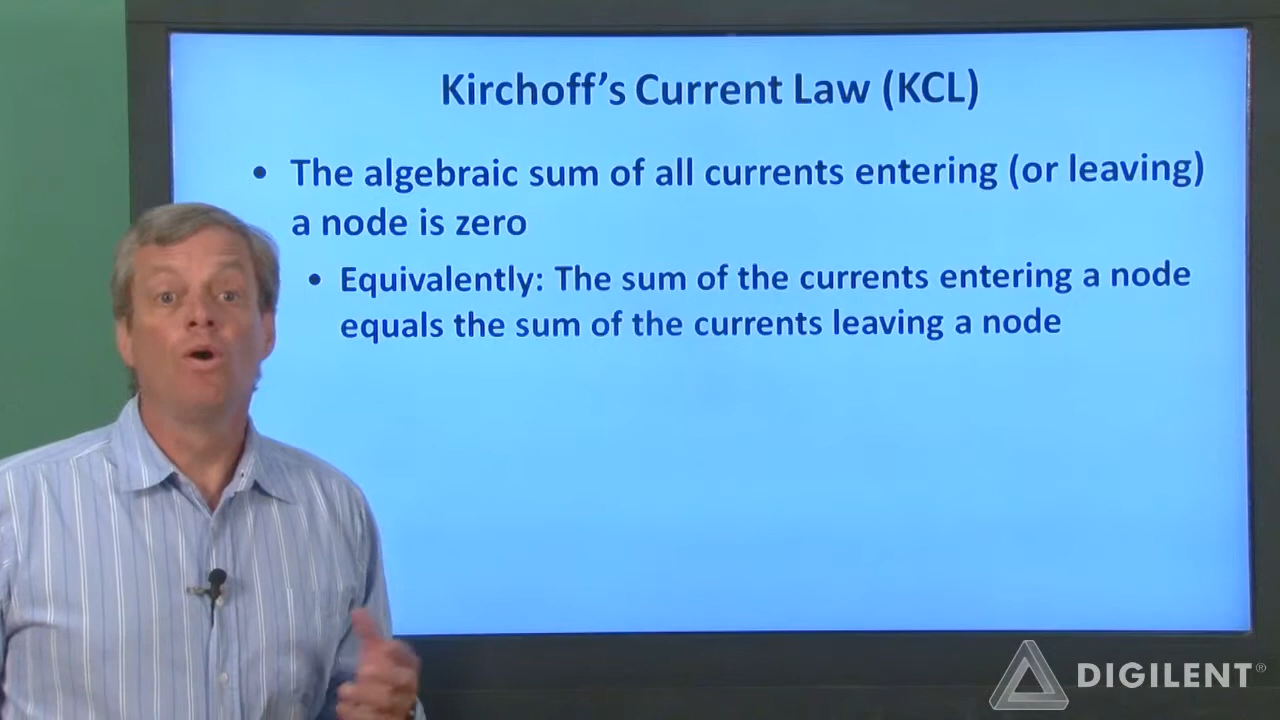 Kirchoff's Current Law (KCL)
• The algebraic sum of all currents entering (or leaving)
a node is zero
• Equivalently: The sum of the currents entering a node
equals the sum of the currents leaving a node
DIGILENT®